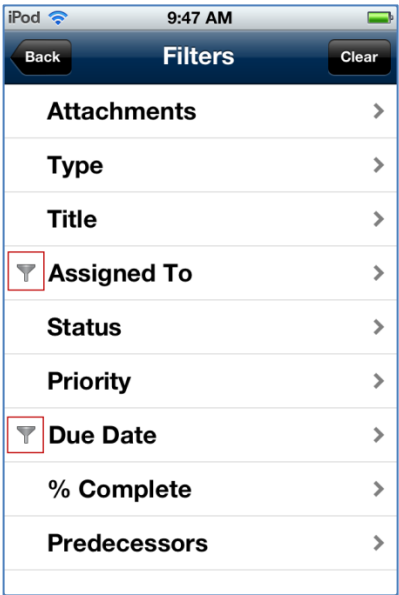 iPod 9:47 AM
Back Filters Clear
Attachments
Type
Title
Assigned To
Status
Priority
Due Date
% Complete
Predecessors